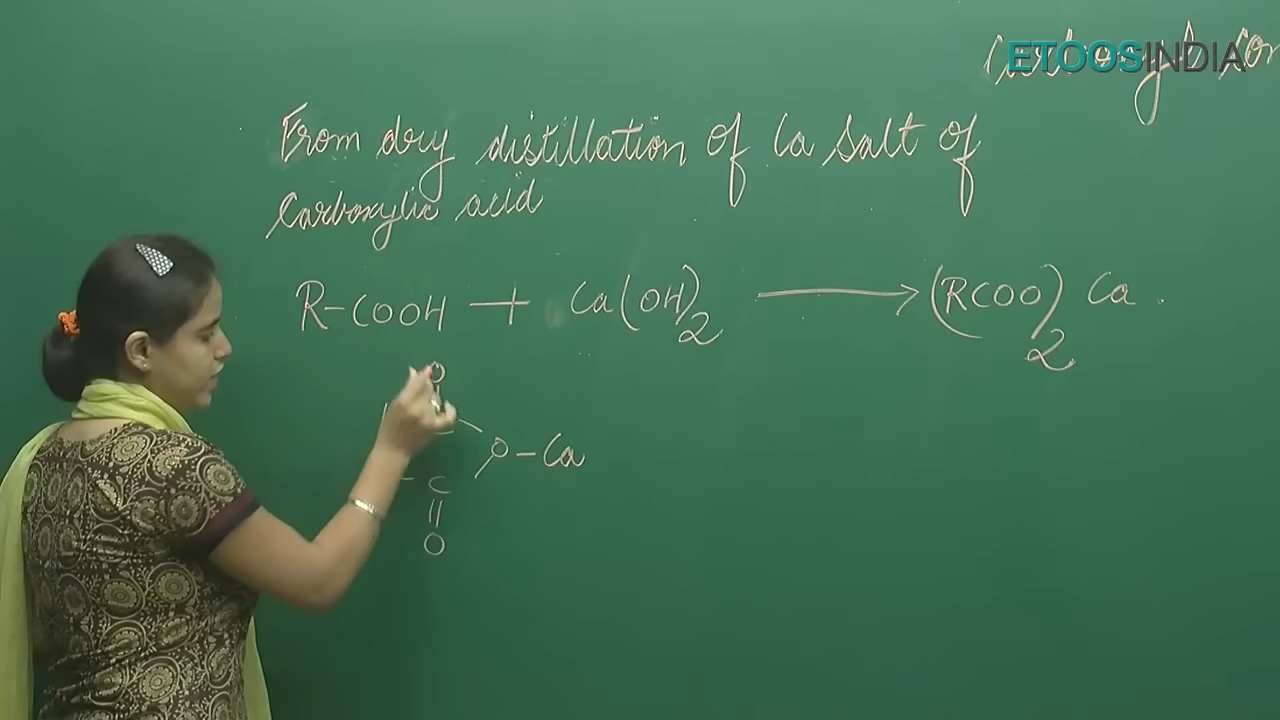 ETOOSINDIA
From dry distillation of Ca Salt of
Carboxylic acid
R-COOH + Ca(OH)2 → (RCOO)2 Ca
O
O-Ca
- C
||
O